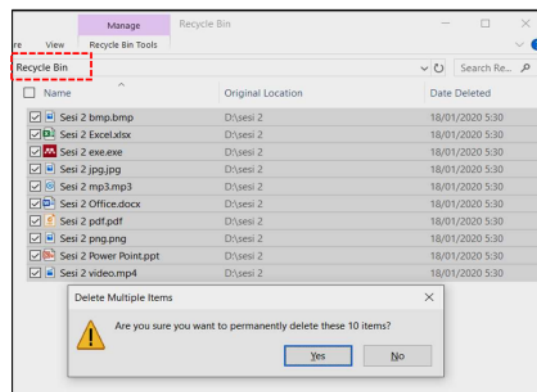 Manage Recycle Bin
re View Recycle Bin Tools
Recycle Bin Search Re...
Name Original Location Date Deleted
Sesi 2 bmp.bmp D:\sesi 2 18/01/2020 5:30
Sesi 2 Excel.xlsx D:\sesi 2 18/01/2020 5:30
Sesi 2 exe.exe D:\sesi 2 18/01/2020 5:30
Sesi 2 jpg.jpg D:\sesi 2 18/01/2020 5:30
Sesi 2 mp3.mp3 D:\sesi 2 18/01/2020 5:30
Sesi 2 Office.docx D:\sesi 2 18/01/2020 5:30
Sesi 2 pdf.pdf D:\sesi 2 18/01/2020 5:30
Sesi 2 png.png D:\sesi 2 18/01/2020 5:30
Sesi 2 Power Point.ppt D:\sesi 2 18/01/2020 5:30
Sesi 2 video.mp4 D:\sesi 2 18/01/2020 5:30
Delete Multiple Items
Are you sure you want to permanently delete these 10 items?
Yes No